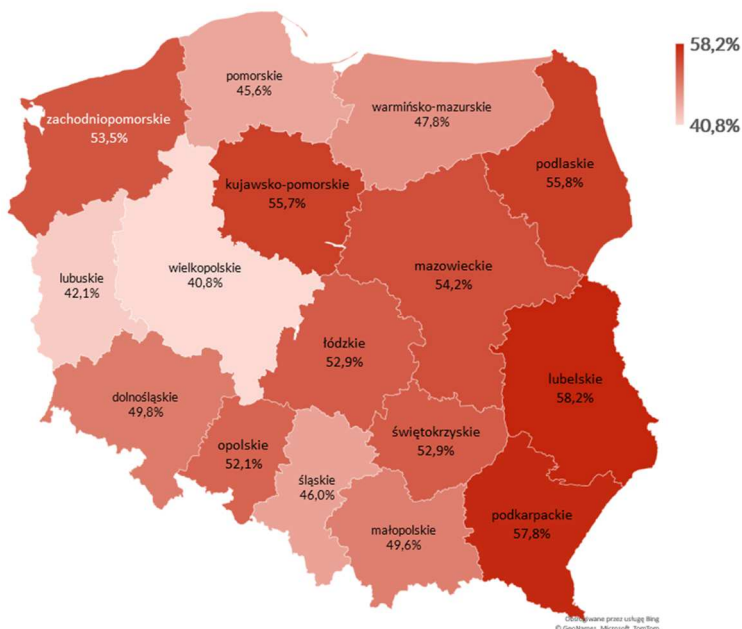 58,2%
40,8%
pomorskie
45,6%
warmińsko-mazurskie
47,8%
zachodniopomorskie
53,5%
podlaskie
55,8%
kujawsko-pomorskie
55,7%
wielkopolskie
40,8%
mazowieckie
54,2%
lubuskie
42,1%
łódzkie
52,9%
lubelskie
58,2%
dolnośląskie
49,8%
opolskie
52,1%
świętokrzyskie
52,9%
śląskie
46,0%
podkarpackie
57,8%
małopolskie
49,6%
Obsługiwane przez usługę Bing
© GeoNames, Microsoft, TomTom